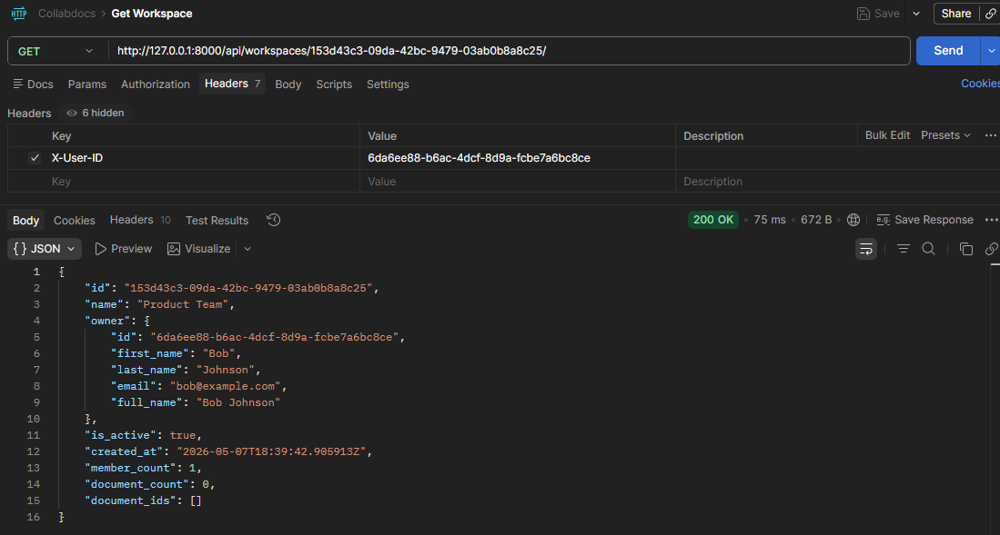 HTTP Collabdocs > Get Workspace Save Share
GET http://127.0.0.1:8000/api/workspaces/153d43c3-09da-42bc-9479-03ab0b8a8c25/ Send
Docs Params Authorization Headers 7 Body Scripts Settings Cookies
Headers 6 hidden
Key Value Description Bulk Edit Presets
X-User-ID 6da6ee88-b6ac-4dcf-8d9a-fcbe7a6bc8ce
Key Value Description
Body Cookies Headers 10 Test Results 200 OK • 75 ms • 672 B • e.g. Save Response
{} JSON Preview Visualize
1 {
2 "id": "153d43c3-09da-42bc-9479-03ab0b8a8c25",
3 "name": "Product Team",
4 "owner": {
5 "id": "6da6ee88-b6ac-4dcf-8d9a-fcbe7a6bc8ce",
6 "first_name": "Bob",
7 "last_name": "Johnson",
8 "email": "bob@example.com",
9 "full_name": "Bob Johnson"
10 },
11 "is_active": true,
12 "created_at": "2026-05-07T18:39:42.905913Z",
13 "member_count": 1,
14 "document_count": 0,
15 "document_ids": []
16 }